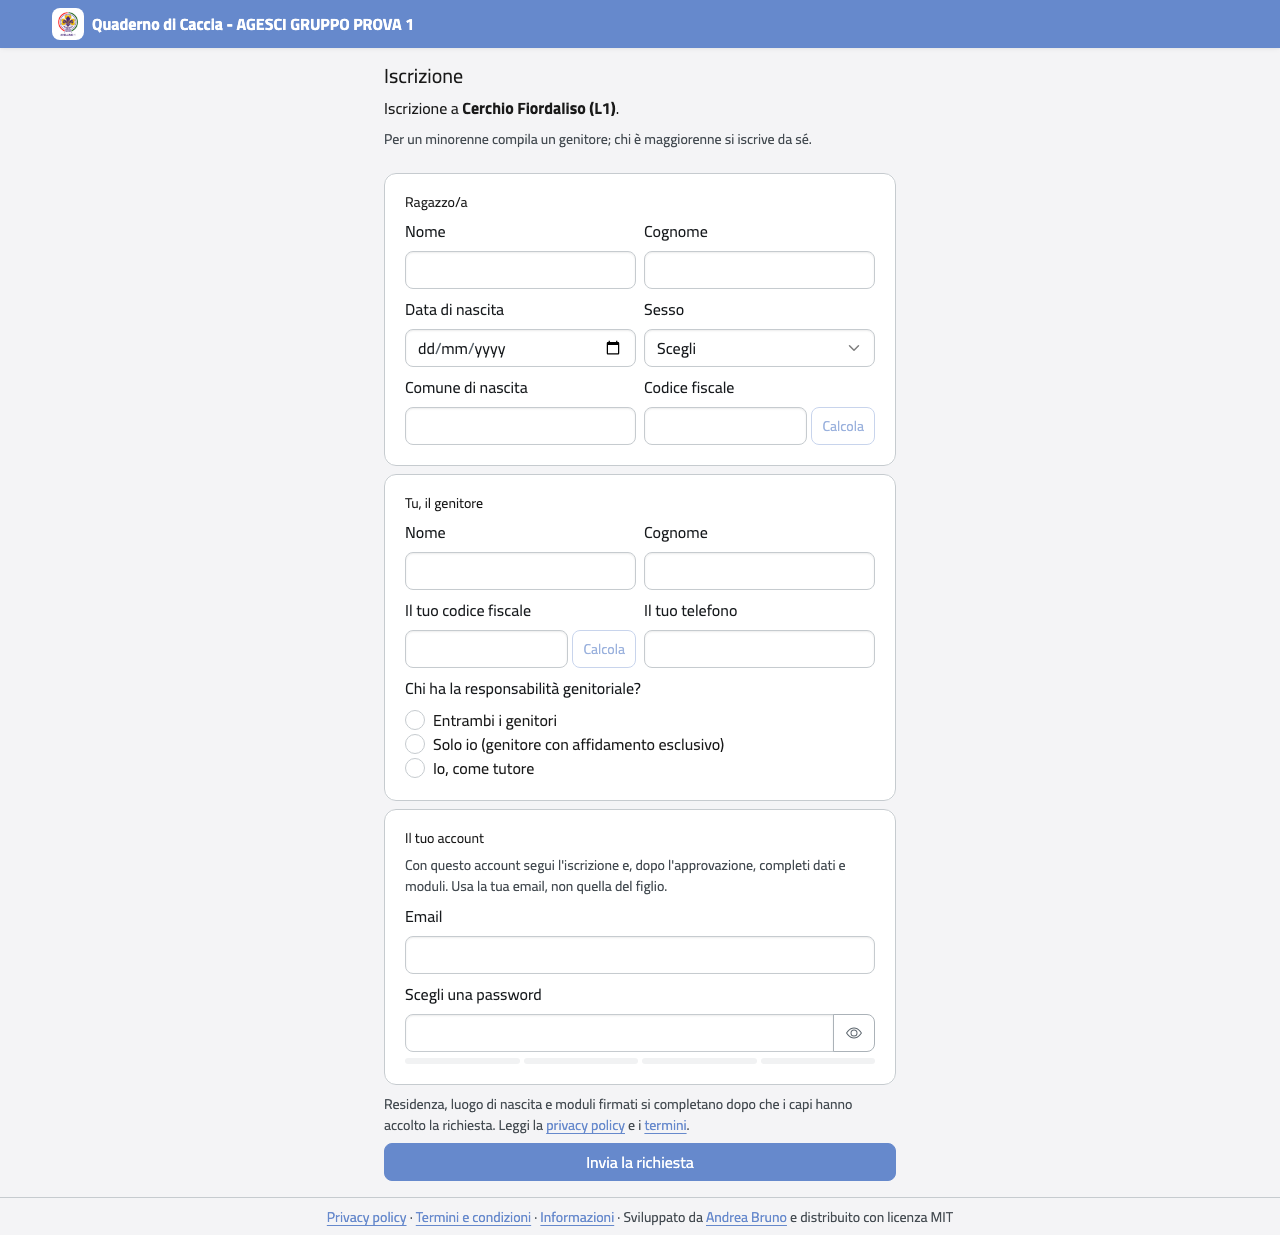 Quaderno di Caccia - AGESCI GRUPPO PROVA 1
Iscrizione
Iscrizione a Cerchio Fiordaliso (L1).
Per un minorenne compila un genitore; chi è maggiorenne si iscrive da sé.
Ragazzo/a
Nome
Cognome
Data di nascita
Sesso
dd/mm/yyyy
Scegli
Comune di nascita
Codice fiscale
Calcola
Tu, il genitore
Nome
Cognome
Il tuo codice fiscale
Il tuo telefono
Calcola
Chi ha la responsabilità genitoriale?
Entrambi i genitori
Solo io (genitore con affidamento esclusivo)
Io, come tutore
Il tuo account
Con questo account segui l'iscrizione e, dopo l'approvazione, completi dati e
moduli. Usa la tua email, non quella del figlio.
Email
Scegli una password
Residenza, luogo di nascita e moduli firmati si completano dopo che i capi hanno
accolto la richiesta. Leggi la privacy policy e i termini.
Invia la richiesta
Privacy policy · Termini e condizioni · Informazioni · Sviluppato da Andrea Bruno e distribuito con licenza MIT